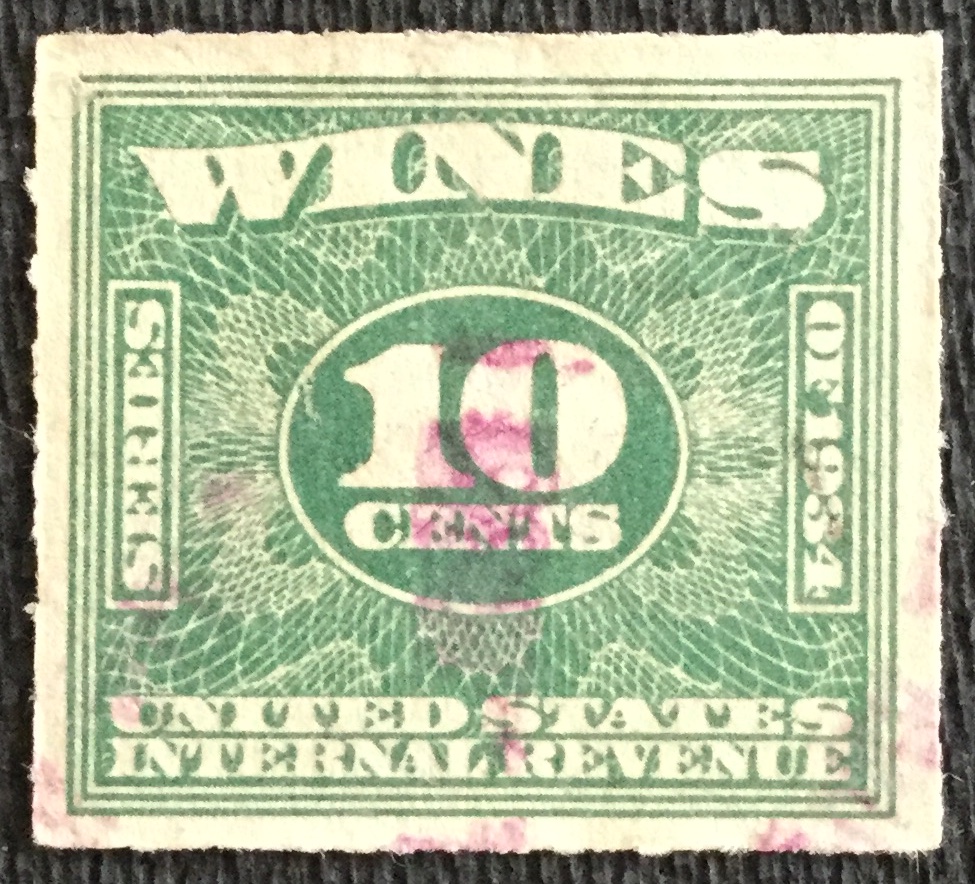 WINES
SERIES
10
CENTS
OF 1934
UNITED STATES
INTERNAL REVENUE